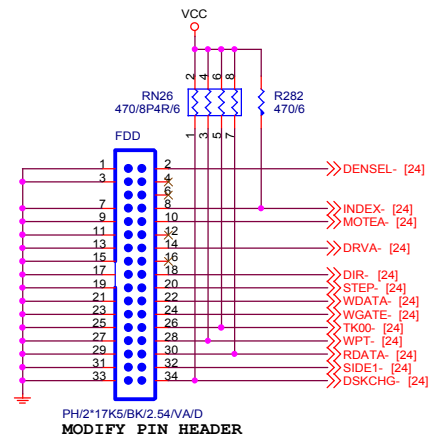 VCC
2 4 6 8
RN26
470/8P4R/6
R282
470/6
1 3 5 7
FDD
1 2 DENSEL- [24]
3 4
6
7 8 INDEX- [24]
9 10 MOTEA- [24]
11 12
13 14 DRVA- [24]
15 16
17 18 DIR- [24]
19 20 STEP- [24]
21 22 WDATA- [24]
23 24 WGATE- [24]
25 26 TK00- [24]
27 28 WPT- [24]
29 30 RDATA- [24]
31 32 SIDE1- [24]
33 34 DSKCHG- [24]
PH/2*17K5/BK/2.54/VA/D
MODIFY PIN HEADER